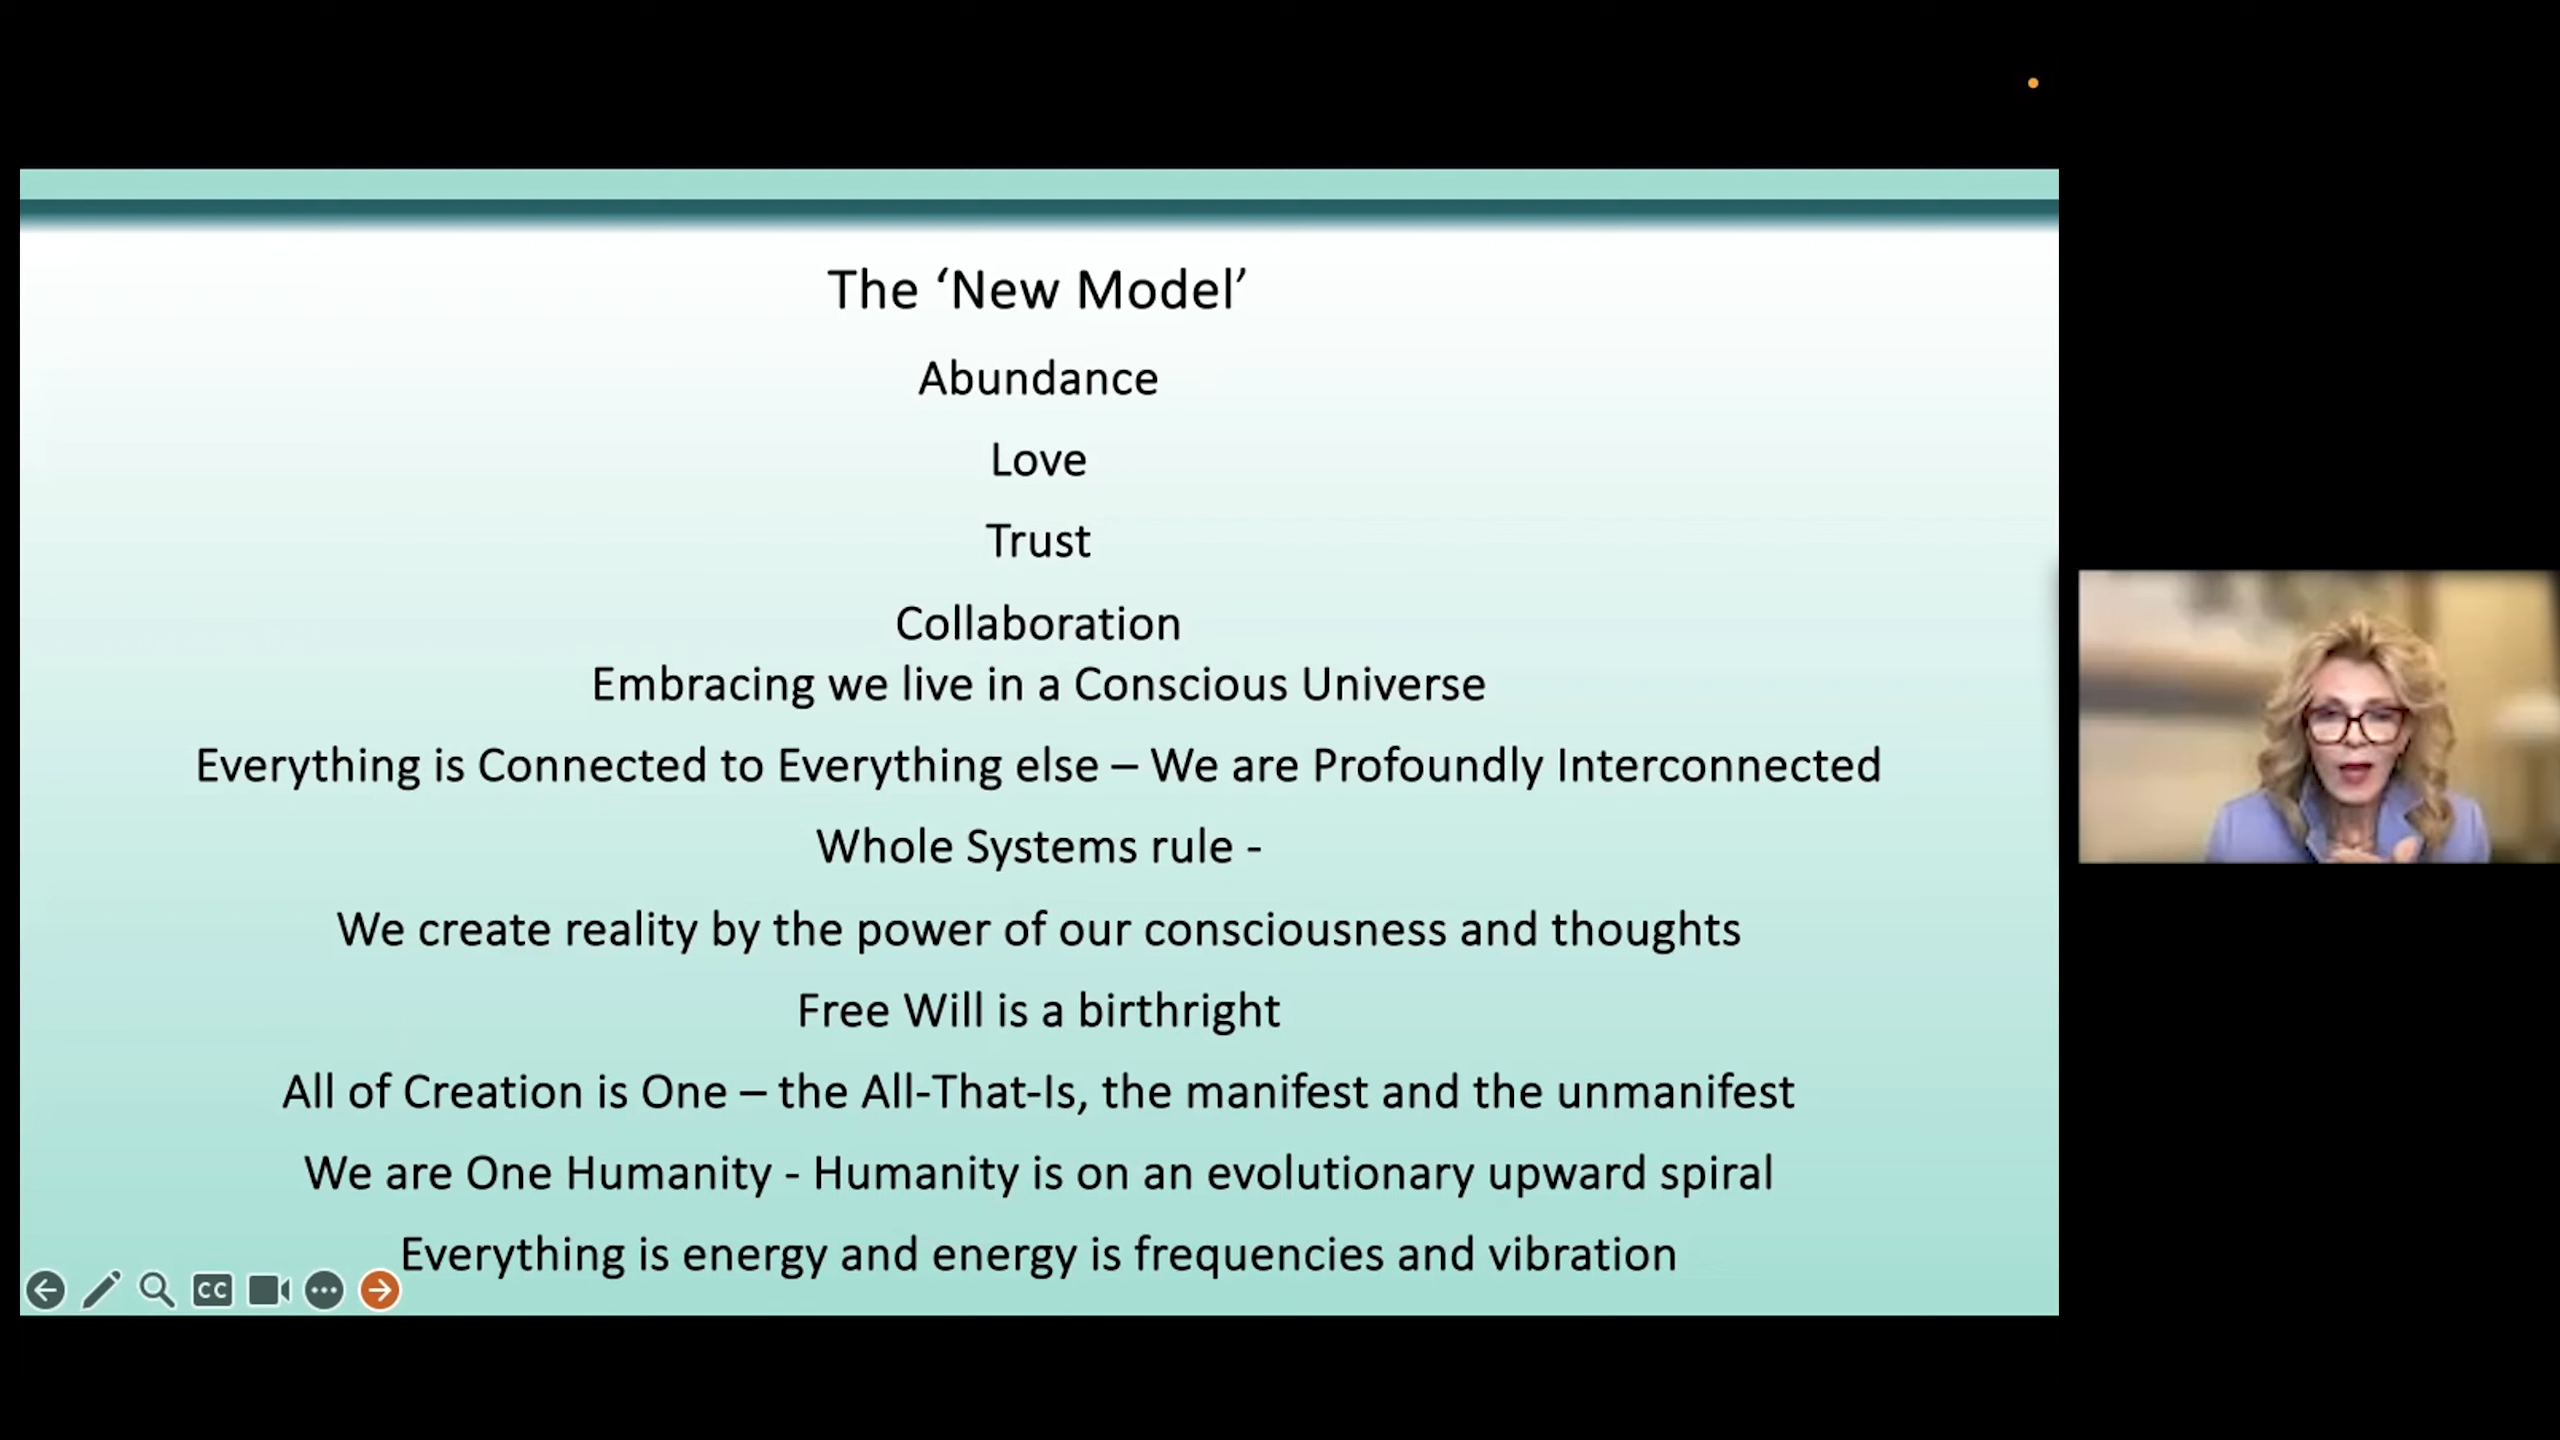 The ‘New Model’
Abundance
Love
Trust
Collaboration
Embracing we live in a Conscious Universe
Everything is Connected to Everything else – We are Profoundly Interconnected
Whole Systems rule -
We create reality by the power of our consciousness and thoughts
Free Will is a birthright
All of Creation is One – the All-That-Is, the manifest and the unmanifest
We are One Humanity - Humanity is on an evolutionary upward spiral
Everything is energy and energy is frequencies and vibration
CC